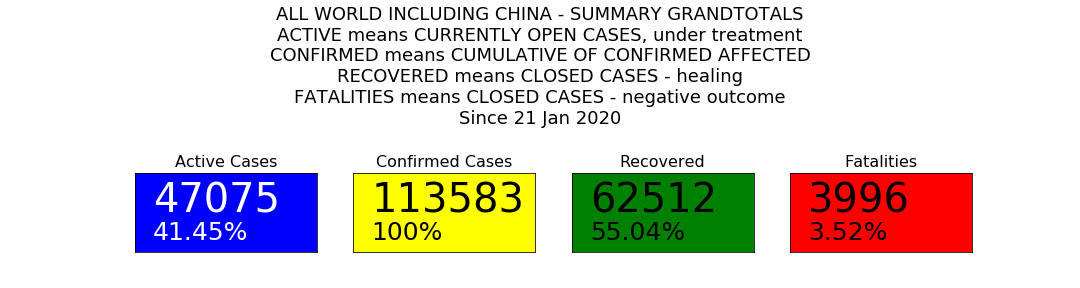 ALL WORLD INCLUDING CHINA - SUMMARY GRANDTOTALS
ACTIVE means CURRENTLY OPEN CASES, under treatment
CONFIRMED means CUMULATIVE OF CONFIRMED AFFECTED
RECOVERED means CLOSED CASES - healing
FATALITIES means CLOSED CASES - negative outcome
Since 21 Jan 2020
Active Cases
47075
41.45%
Confirmed Cases
113583
100%
Recovered
62512
55.04%
Fatalities
3996
3.52%